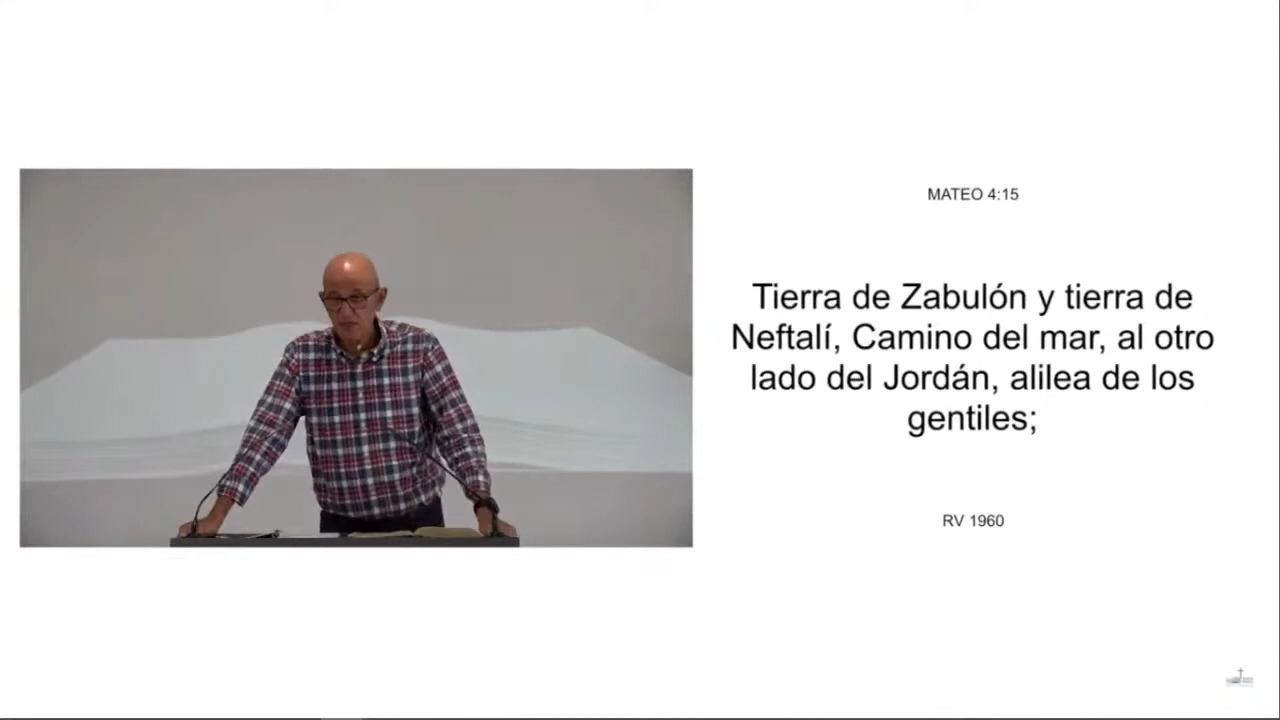 MATEO 4:15
Tierra de Zabulón y tierra de
Neftalí, Camino del mar, al otro
lado del Jordán, alilea de los
gentiles;
RV 1960